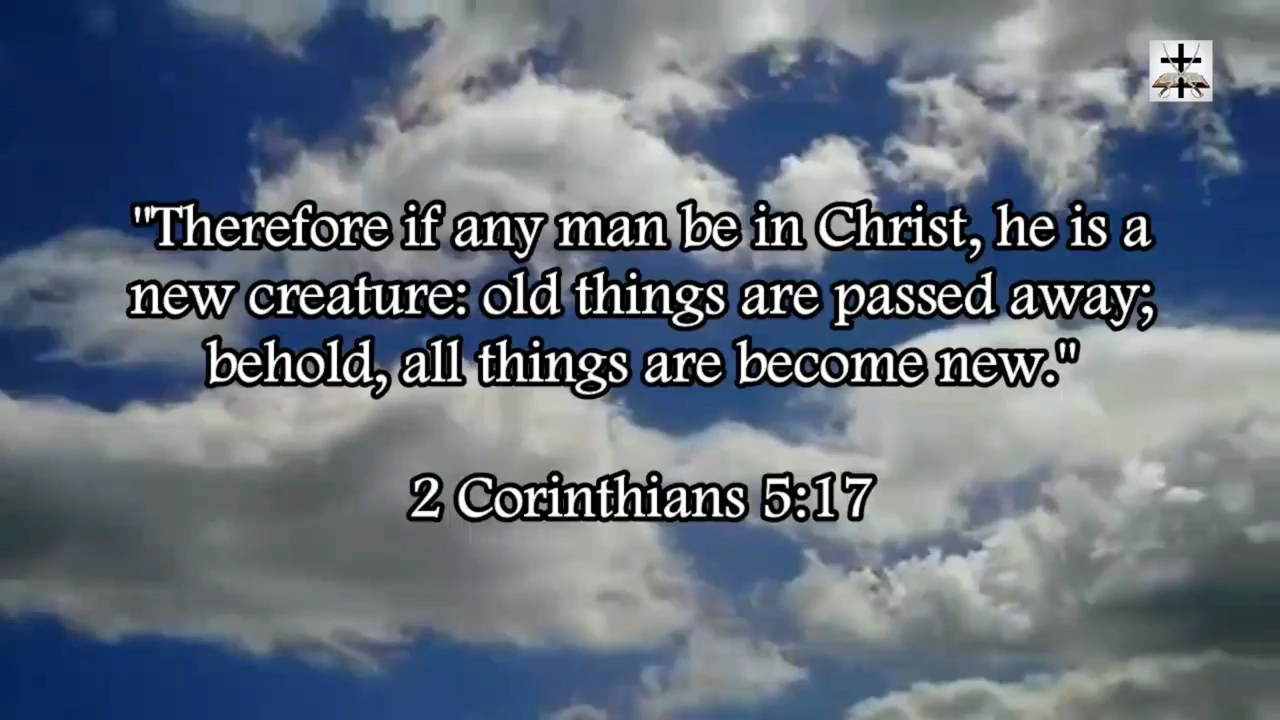 "Therefore if any man be in Christ, he is a
new creature: old things are passed away;
behold, all things are become new."
2 Corinthians 5:17